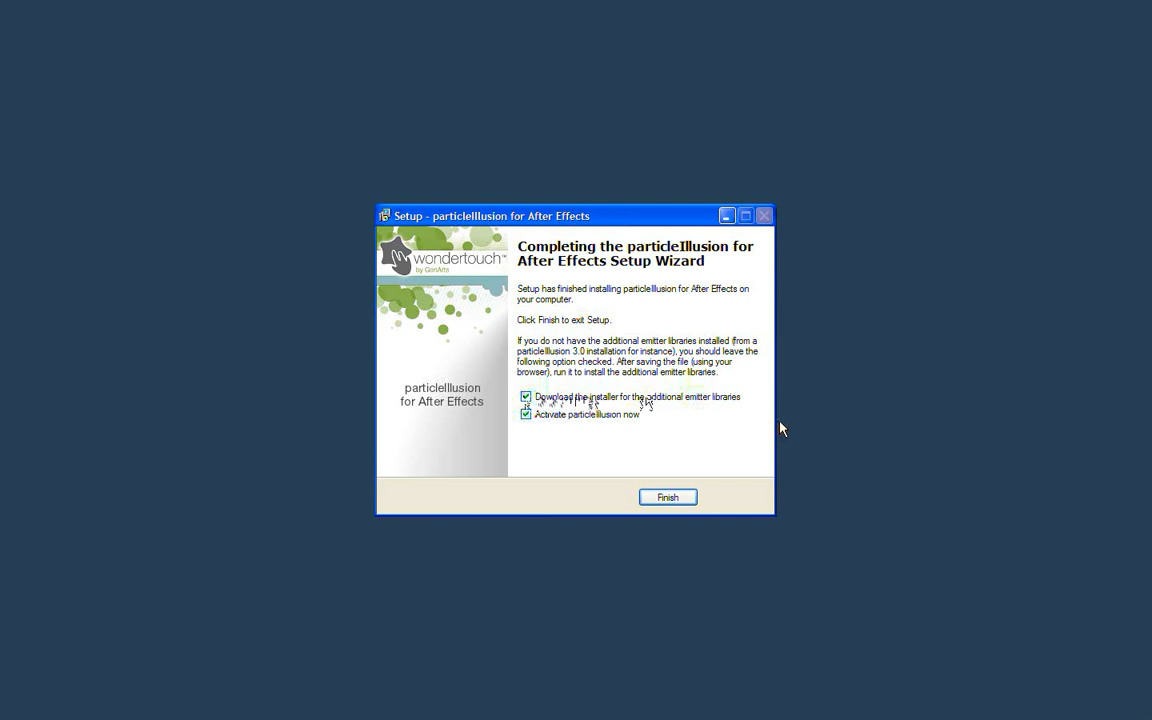 Setup - particleIllusion for After Effects
wondertouch™
by GenArts
particleIllusion
for After Effects
Completing the particleIllusion for
After Effects Setup Wizard
Setup has finished installing particleIllusion for After Effects on
your computer.
Click Finish to exit Setup.
If you do not have the additional emitter libraries installed (from a
particleIllusion 3.0 installation for instance), you should leave the
following option checked. After saving the file (using your
browser), run it to install the additional emitter libraries.
Download the installer for the additional emitter libraries
Activate particleIllusion now
Finish